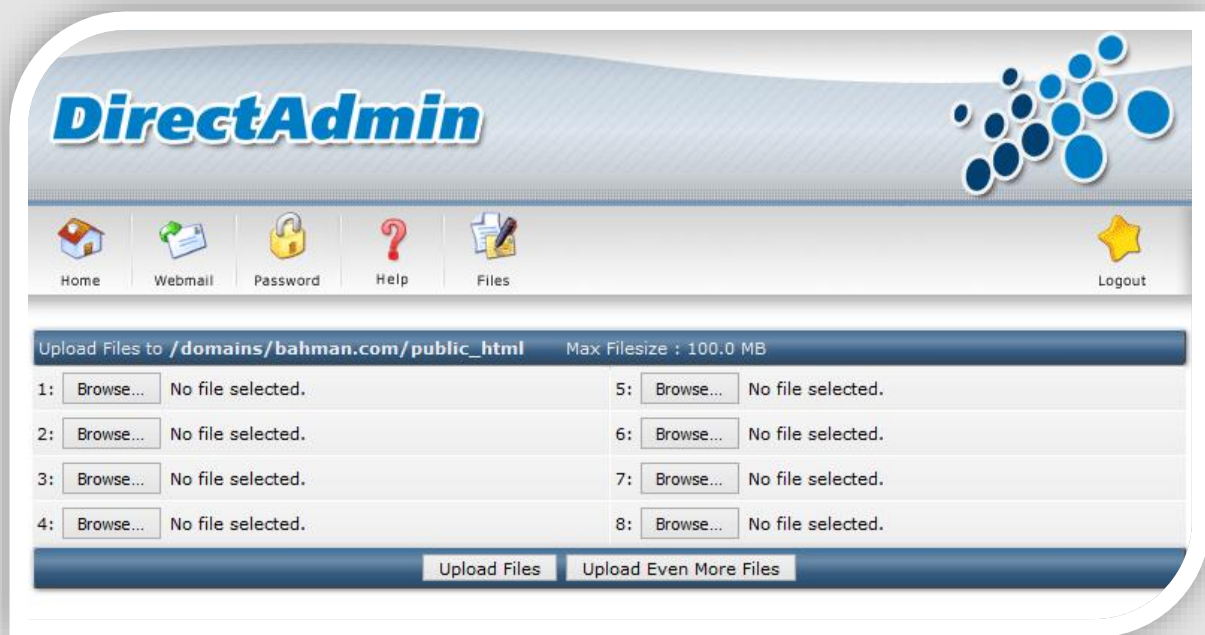 DirectAdmin
Home Webmail Password Help Files Logout
Upload Files to /domains/bahman.com/public_html Max Filesize : 100.0 MB
1: Browse... No file selected. 5: Browse... No file selected.
2: Browse... No file selected. 6: Browse... No file selected.
3: Browse... No file selected. 7: Browse... No file selected.
4: Browse... No file selected. 8: Browse... No file selected.
Upload Files Upload Even More Files